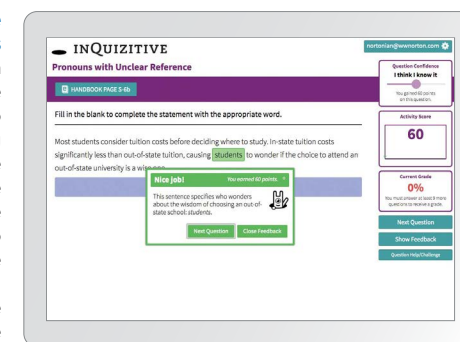 INQUIZITIVE
nortonian@wwnorton.com
Pronouns with Unclear Reference
HANDBOOK PAGE S-6b
Fill in the blank to complete the statement with the appropriate word.
Most students consider tuition costs before deciding where to study. In-state tuition costs
significantly less than out-of-state tuition, causing students to wonder if the choice to attend an
out-of-state university is a wise one.
Nice job!
You earned 60 points.
This sentence specifies who wonders
about the wisdom of choosing an out-of-
state school: students.
Next Question
Close Feedback
Question Confidence
I think I know it
You gained 60 points
on this question.
Activity Score
60
Current Grade
0%
You must answer at least 8 more
questions to receive a grade.
Next Question
Show Feedback
Question Help/Challenge